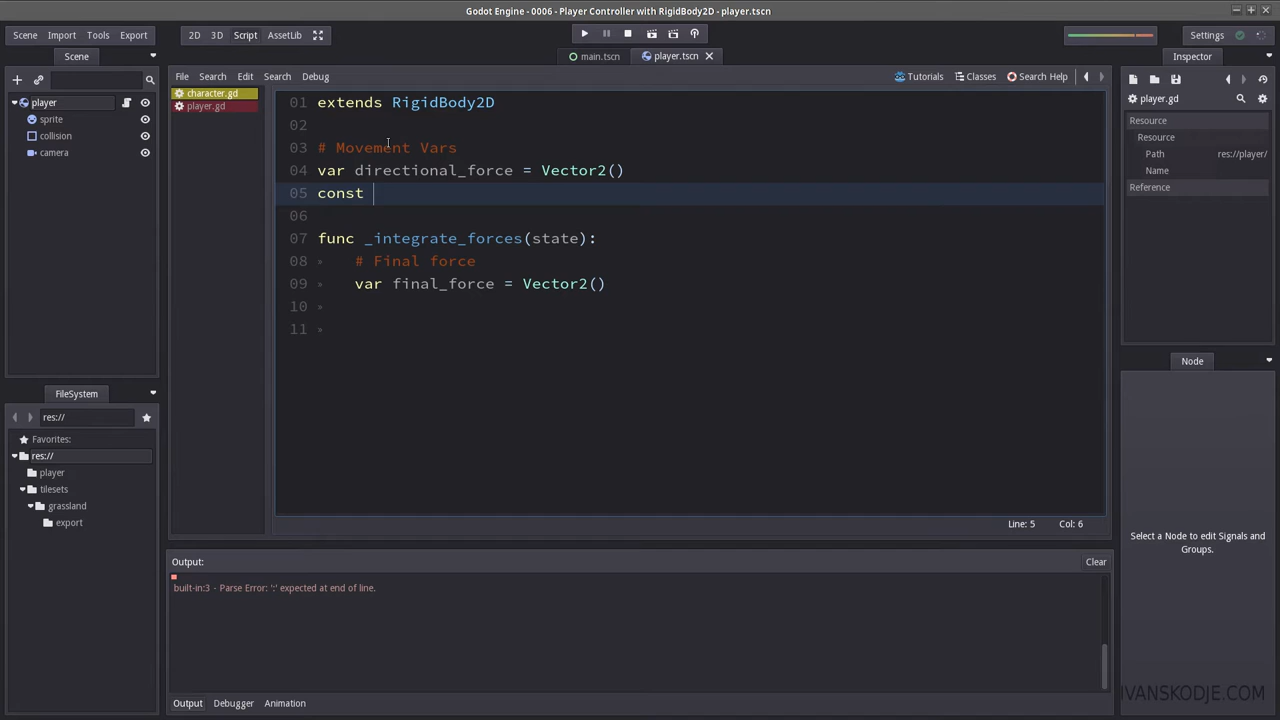 Godot Engine - 0006 - Player Controller with RigidBody2D - player.tscn
Scene Import Tools Export
2D 3D Script AssetLib
Settings
Scene
main.tscn player.tscn
Inspector
File Search Edit Search Debug
Tutorials Classes Search Help
character.gd
player.gd
player
sprite
collision
camera
01 extends RigidBody2D
02
03 # Movement Vars
04 var directional_force = Vector2()
05 const
06
07 func _integrate_forces(state):
08 # Final force
09 var final_force = Vector2()
10
11
Line: 5 Col: 6
player.gd
Resource
Resource
Path res://player/
Name
Reference
FileSystem
res://
Favorites:
res://
player
tilesets
grassland
export
Node
Select a Node to edit Signals and
Groups.
Output: Clear
built-in:3 - Parse Error: ':' expected at end of line.
Output Debugger Animation
IVANSKODJE.COM